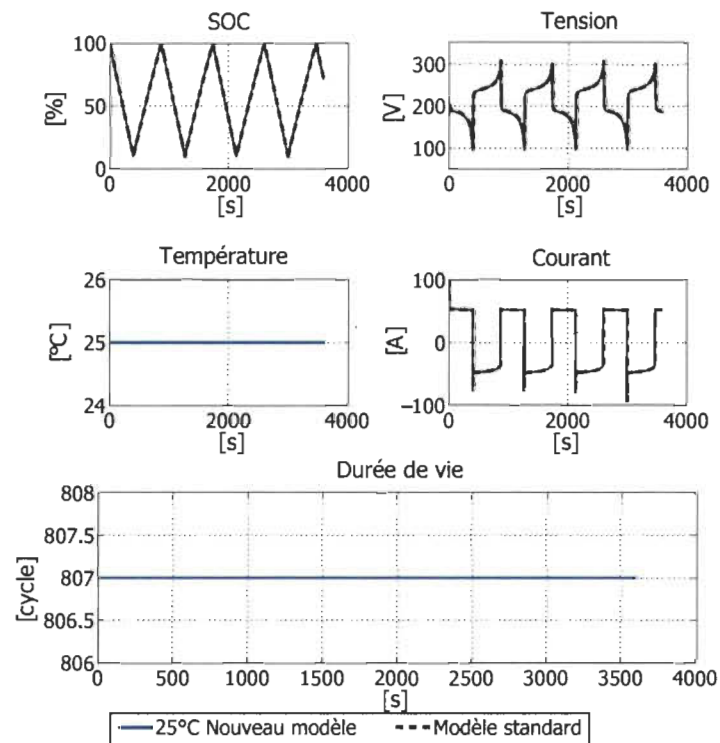 SOC
100
50
0
[%]
0
2000
4000
[s]
Tension
300
200
100
[V]
0
2000
4000
[s]
Température
26
25
24
[°C]
0
2000
4000
[s]
Courant
100
0
−100
[A]
0
2000
4000
[s]
Durée de vie
808
807.5
807
806.5
806
[cycle]
0
500
1000
1500
2000
2500
3000
3500
4000
[s]
25°C Nouveau modèle
Modèle standard